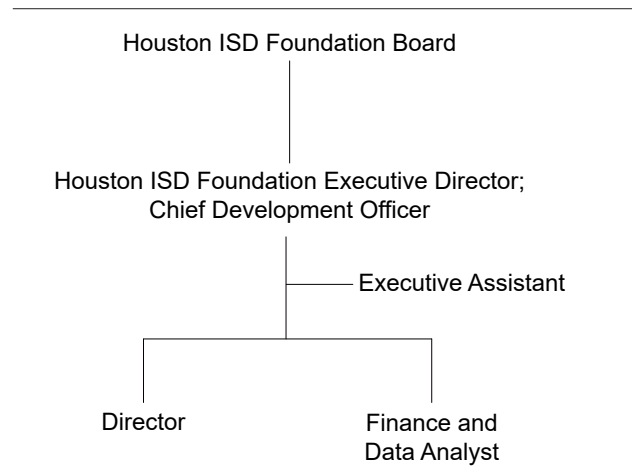 Houston ISD Foundation Board
Houston ISD Foundation Executive Director;
Chief Development Officer
Executive Assistant
Director
Finance and
Data Analyst